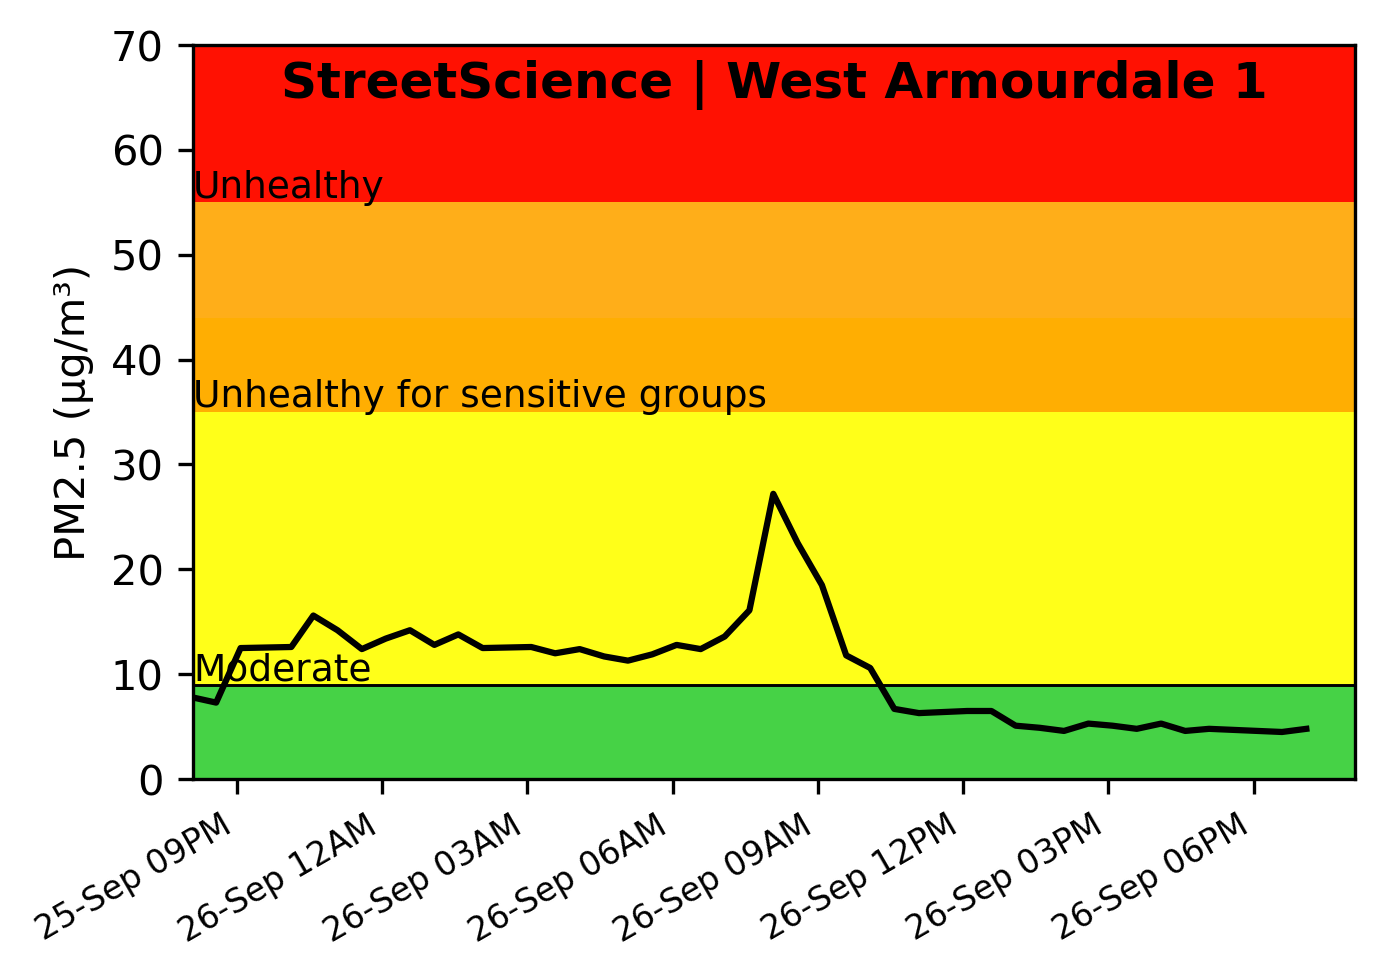 StreetScience | West Armourdale 1
70
60
Unhealthy
50
40
Unhealthy for sensitive groups
30
20
Moderate
10
0
PM2.5 (µg/m³)
25-Sep 09PM
26-Sep 12AM
26-Sep 03AM
26-Sep 06AM
26-Sep 09AM
26-Sep 12PM
26-Sep 03PM
26-Sep 06PM